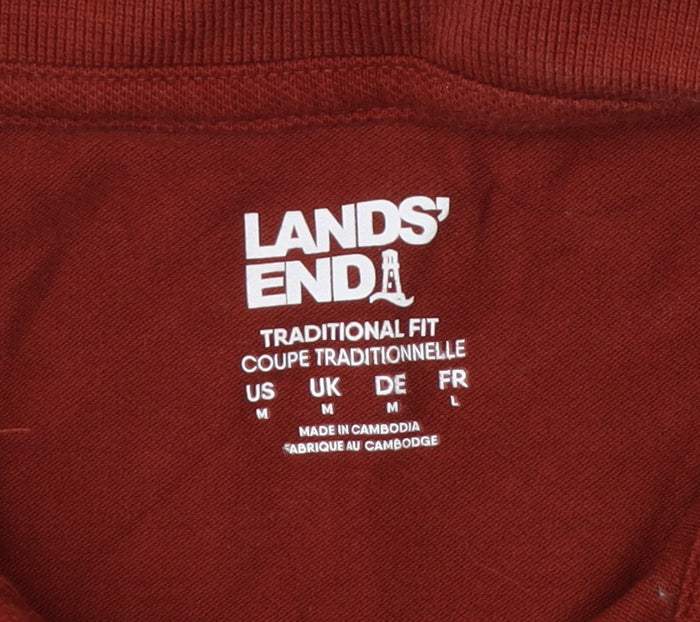 LANDS'
END
TRADITIONAL FIT
COUPE TRADITIONNELLE
US UK DE FR
M M M L
MADE IN CAMBODIA
FABRIQUE AU CAMBODGE